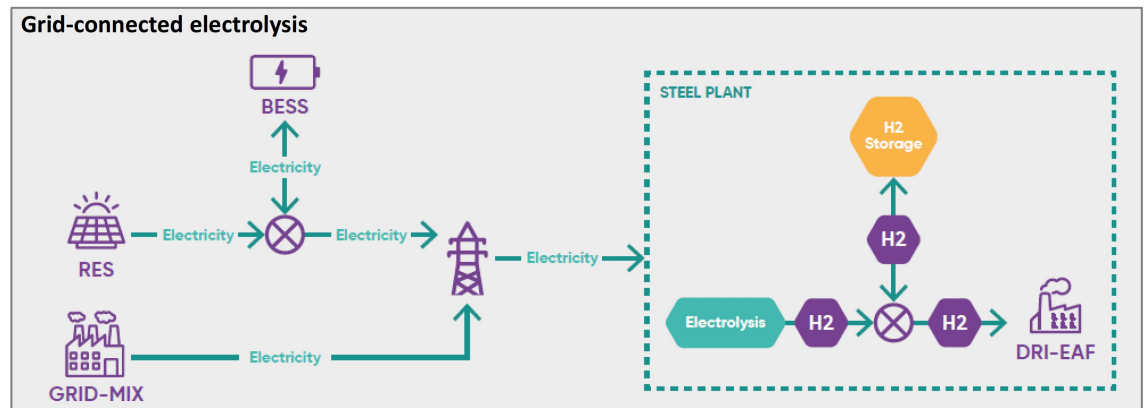 Grid-connected electrolysis
BESS
Electricity
RES
Electricity
Electricity
GRID-MIX
Electricity
Electricity
STEEL PLANT
H2
Storage
H2
Electrolysis
H2
H2
DRI-EAF